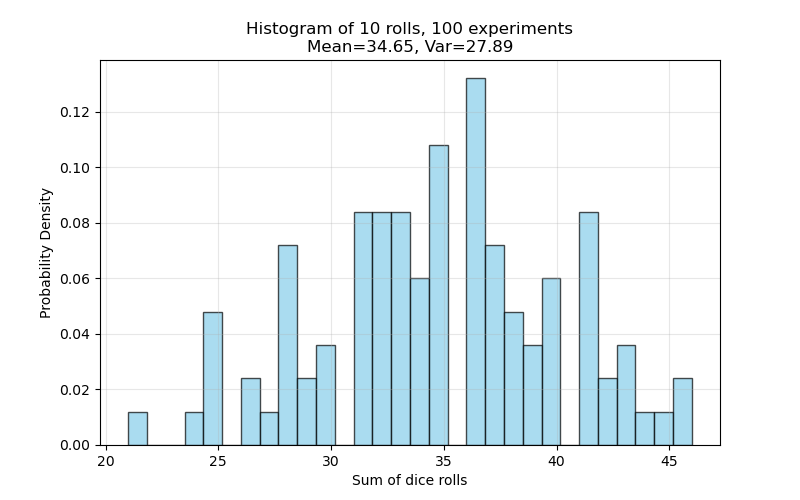 Histogram of 10 rolls, 100 experiments
Mean=34.65, Var=27.89
Probability Density
0.12
0.10
0.08
0.06
0.04
0.02
0.00
20 25 30 35 40 45
Sum of dice rolls